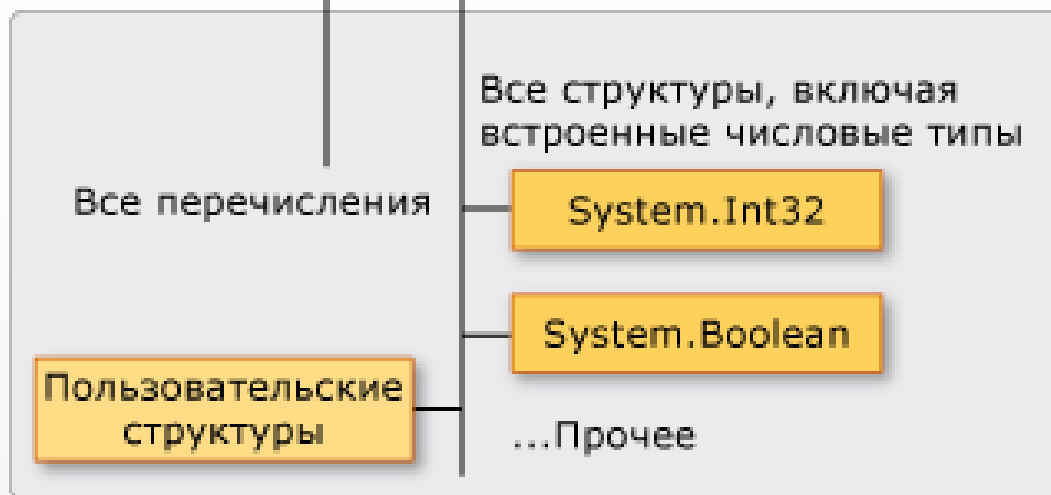 Все структуры, включая
встроенные числовые типы
Все перечисления
System.Int32
System.Boolean
Пользовательские
структуры
...Прочее